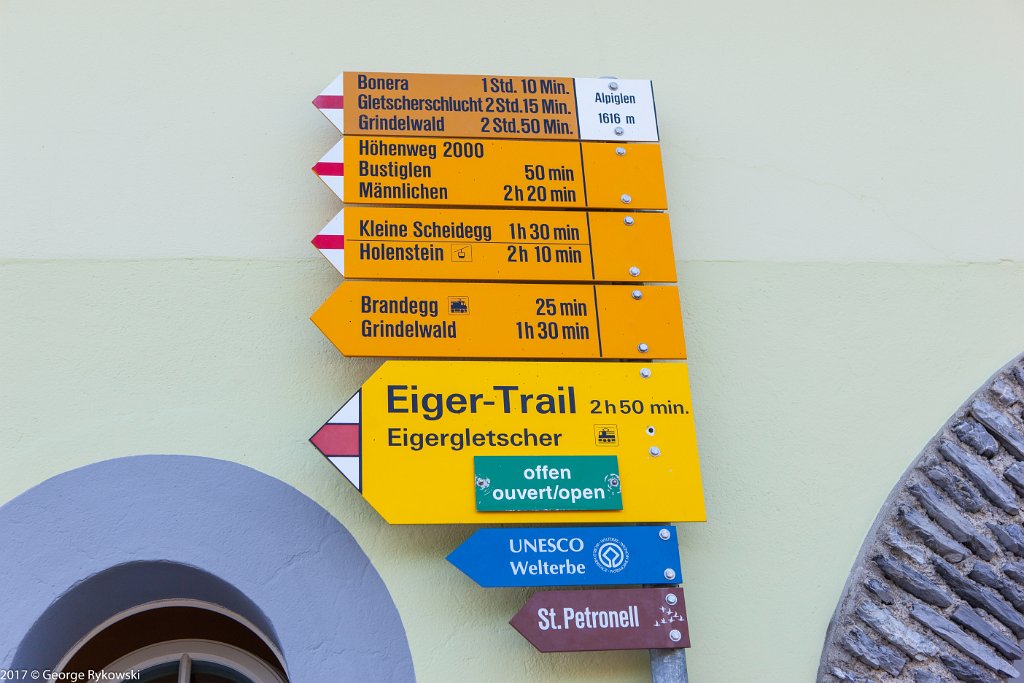 Bonera 1 Std. 10 Min.
Gletscherschlucht 2 Std. 15 Min.
Grindelwald 2 Std. 50 Min.
Alpiglen
1616 m
Höhenweg 2000
Bustiglen 50 min
Männlichen 2 h 20 min
Kleine Scheidegg 1 h 30 min
Holenstein 2 h 10 min
Brandegg 25 min
Grindelwald 1 h 30 min
Eiger-Trail 2 h 50 min.
Eigergletscher
offen
ouvert/open
UNESCO
Welterbe
St. Petronell
2017 © George Rykowski